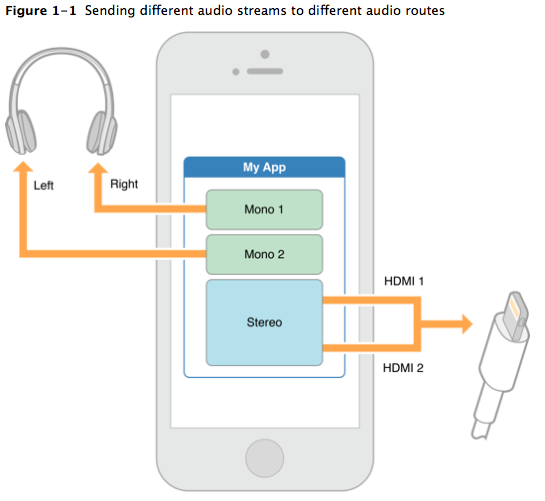 Figure 1–1 Sending different audio streams to different audio routes
My App
Left
Right
Mono 1
Mono 2
Stereo
HDMI 1
HDMI 2